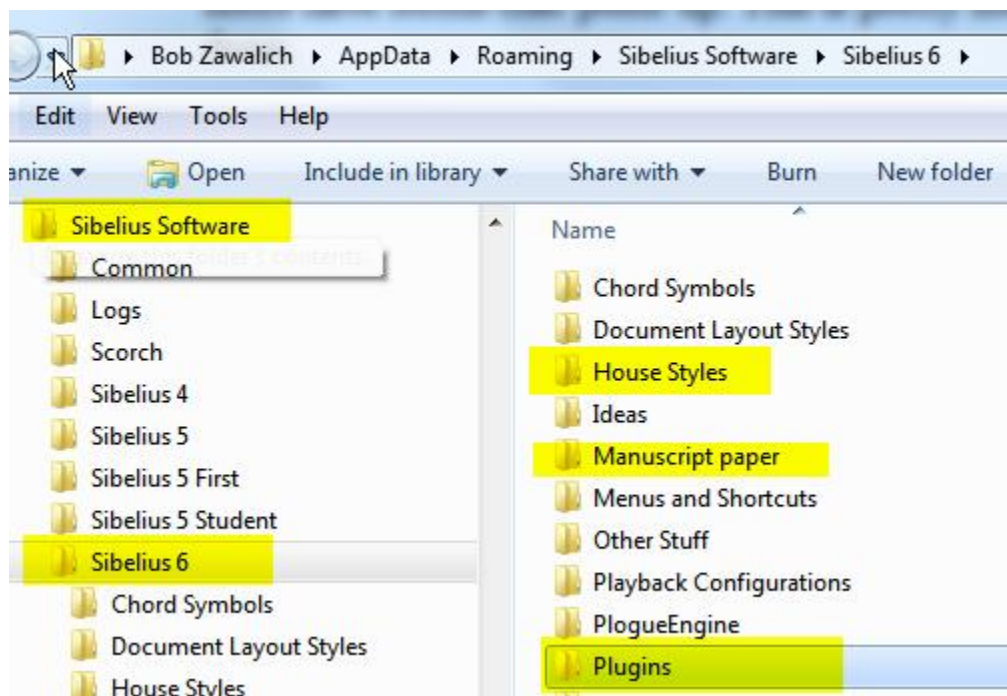 Bob Zawalich AppData Roaming Sibelius Software Sibelius 6
Edit View Tools Help
anize Open Include in library Share with Burn New folder
Sibelius Software
Common
Logs
Scorch
Sibelius 4
Sibelius 5
Sibelius 5 First
Sibelius 5 Student
Sibelius 6
Chord Symbols
Document Layout Styles
House Styles
Name
Chord Symbols
Document Layout Styles
House Styles
Ideas
Manuscript paper
Menus and Shortcuts
Other Stuff
Playback Configurations
PlogueEngine
Plugins